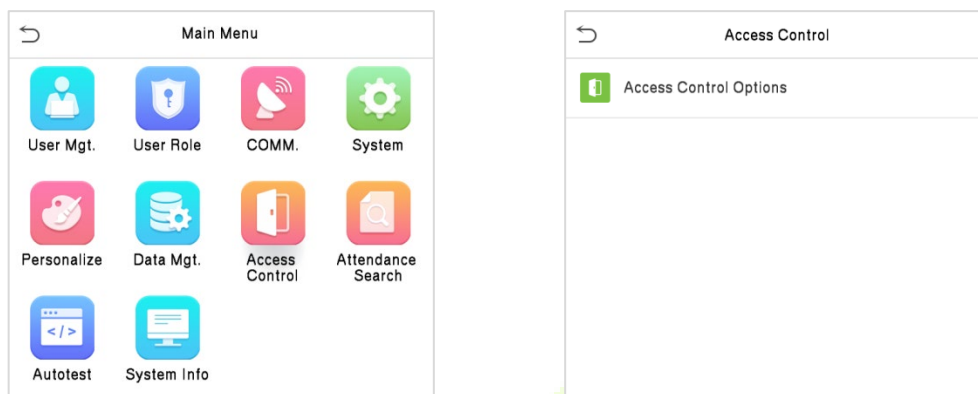 Main Menu
User Mgt.
User Role
COMM.
System
Personalize
Data Mgt.
Access
Control
Attendance
Search
</>
Autotest
System Info
Access Control
Access Control Options